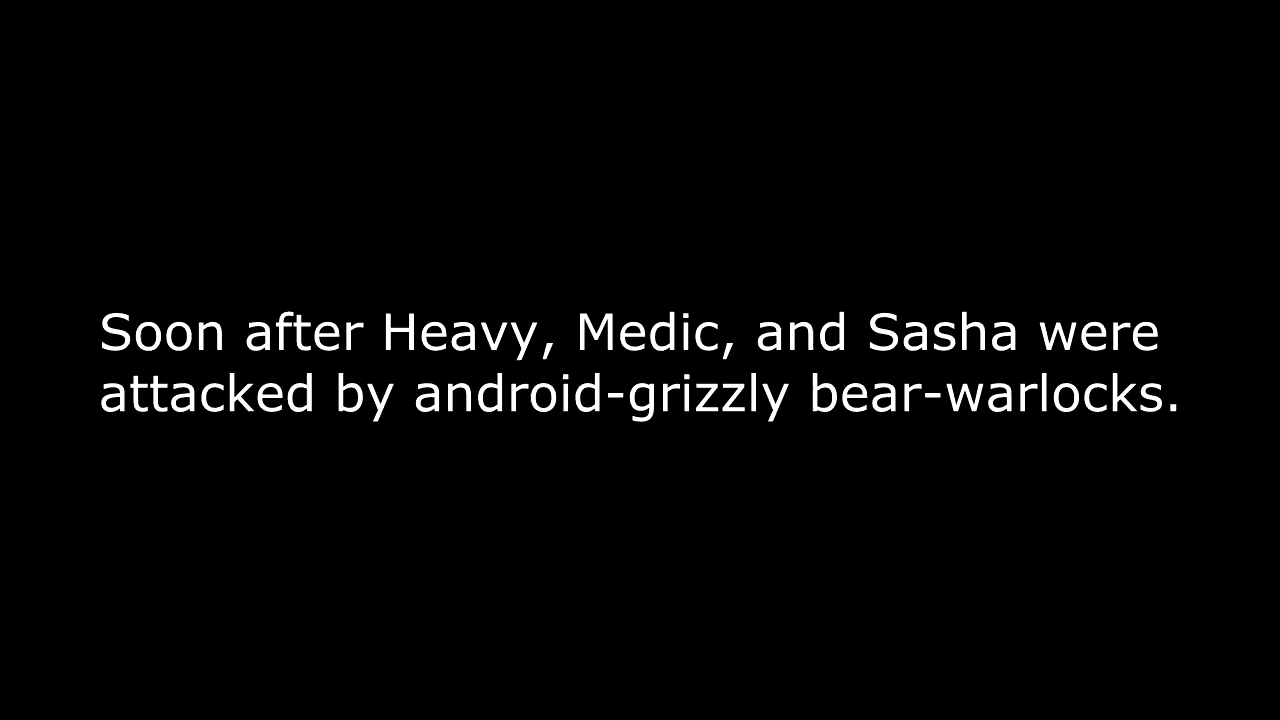 Soon after Heavy, Medic, and Sasha were
attacked by android-grizzly bear-warlocks.